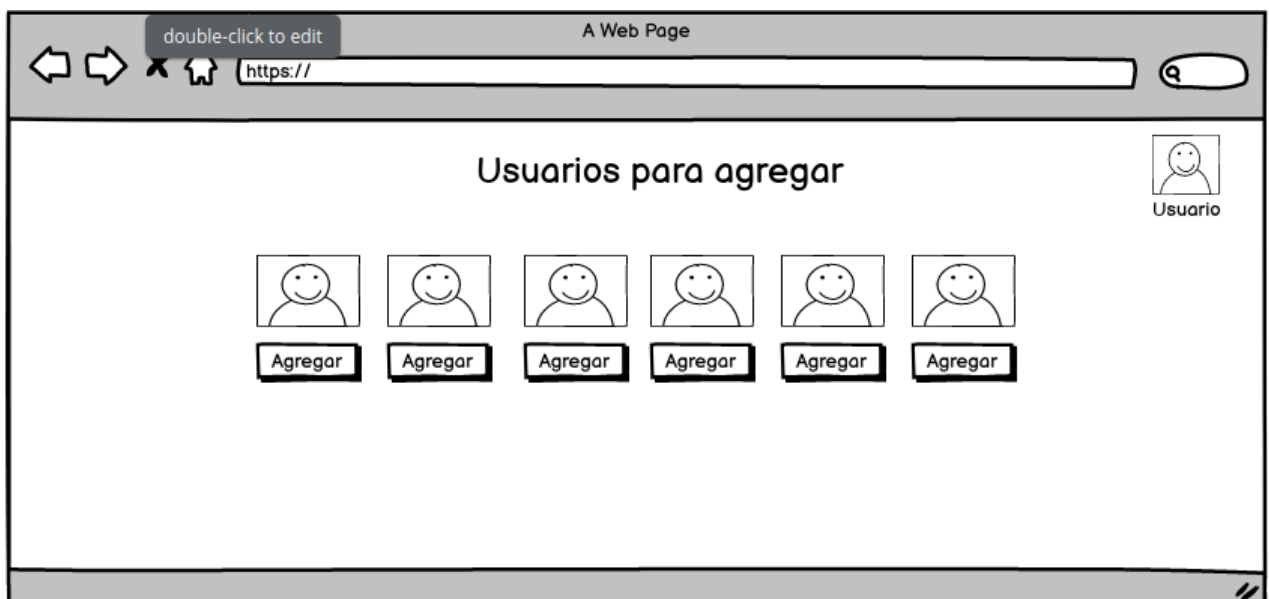 A Web Page
double-click to edit
https://
Usuarios para agregar
Usuario
Agregar Agregar Agregar Agregar Agregar Agregar